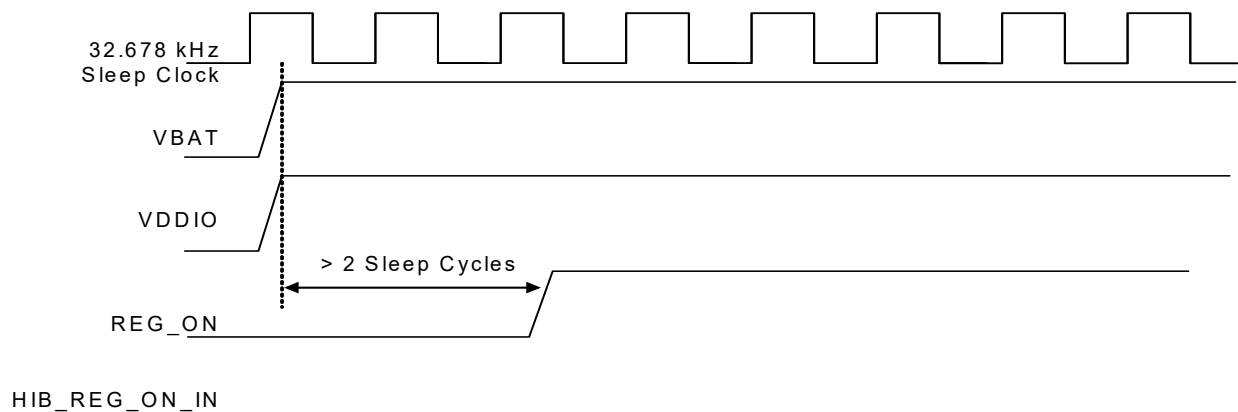 32.678 kHz
Sleep Clock
VBAT
VDDIO
> 2 Sleep Cycles
REG_ON
HIB_REG_ON_IN